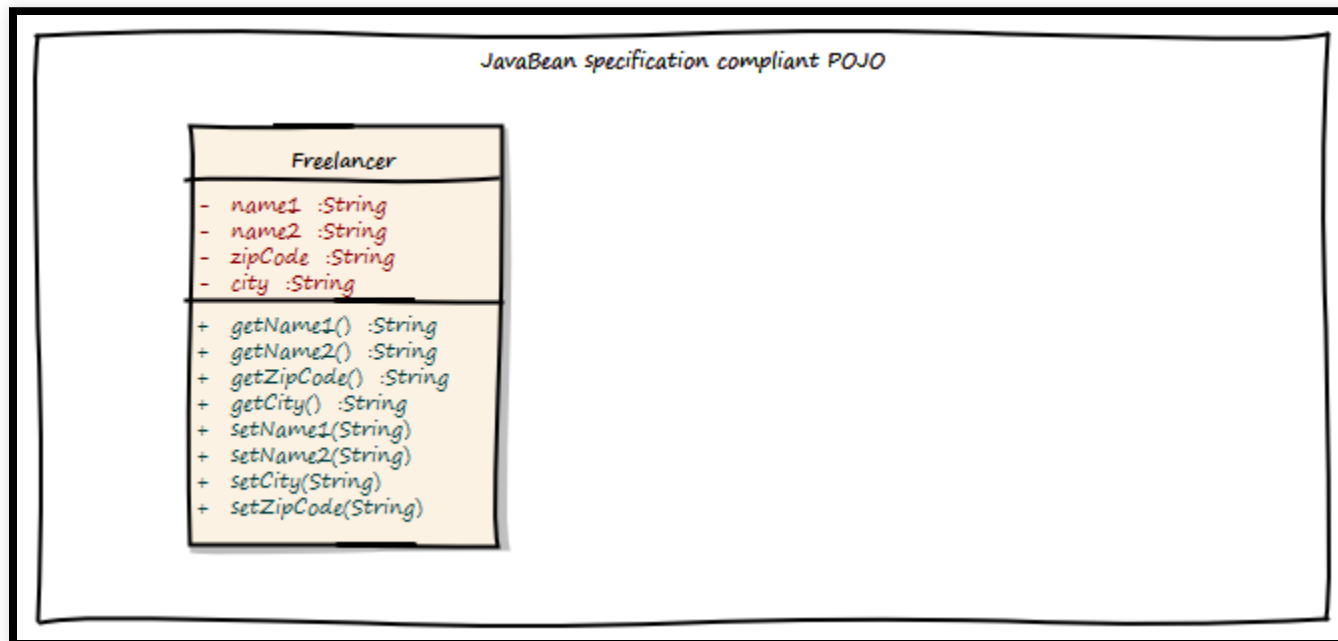 JavaBean specification compliant POJO
Freelancer
- name1 :String
- name2 :String
- zipCode :String
- city :String
+ getName1() :String
+ getName2() :String
+ getZipCode() :String
+ getCity() :String
+ setName1(String)
+ setName2(String)
+ setCity(String)
+ setZipCode(String)